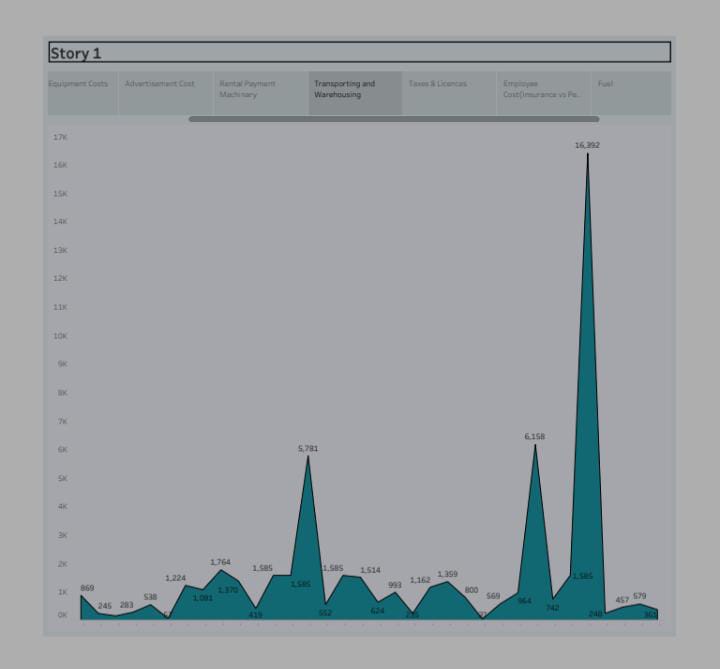 Story 1
Equipment Costs
Advertisement Cost
Rental Payment
Machinary
Transporting and
Warehousing
Taxes & Licences
Employee
Cost(Insurance vs Pe...
Fuel
17K
16K
15K
14K
13K
12K
11K
10K
9K
8K
7K
6K
5K
4K
3K
2K
1K
0K
869
245
283
538
1,224
1,091
1,764
1,370
419
1,585
1,585
5,781
552
1,585
1,514
624
993
1,162
1,359
800
569
964
6,158
742
1,585
16,392
248
457
579
361